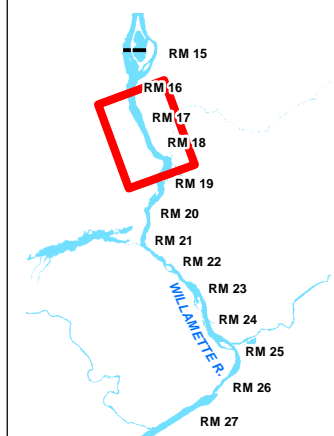 RM 15
RM 16
RM 17
RM 18
RM 19
RM 20
RM 21
RM 22
RM 23
WILLAMETTE R.
RM 24
RM 25
RM 26
RM 27